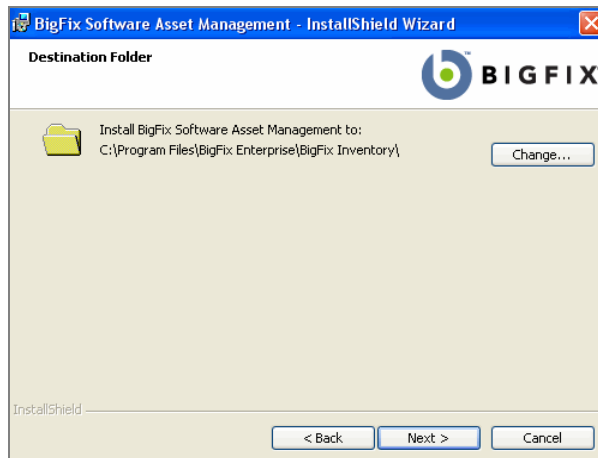 BigFix Software Asset Management - InstallShield Wizard
Destination Folder
BIGFIX
Install BigFix Software Asset Management to:
C:\Program Files\BigFix Enterprise\BigFix Inventory\
Change...
InstallShield
< Back
Next >
Cancel